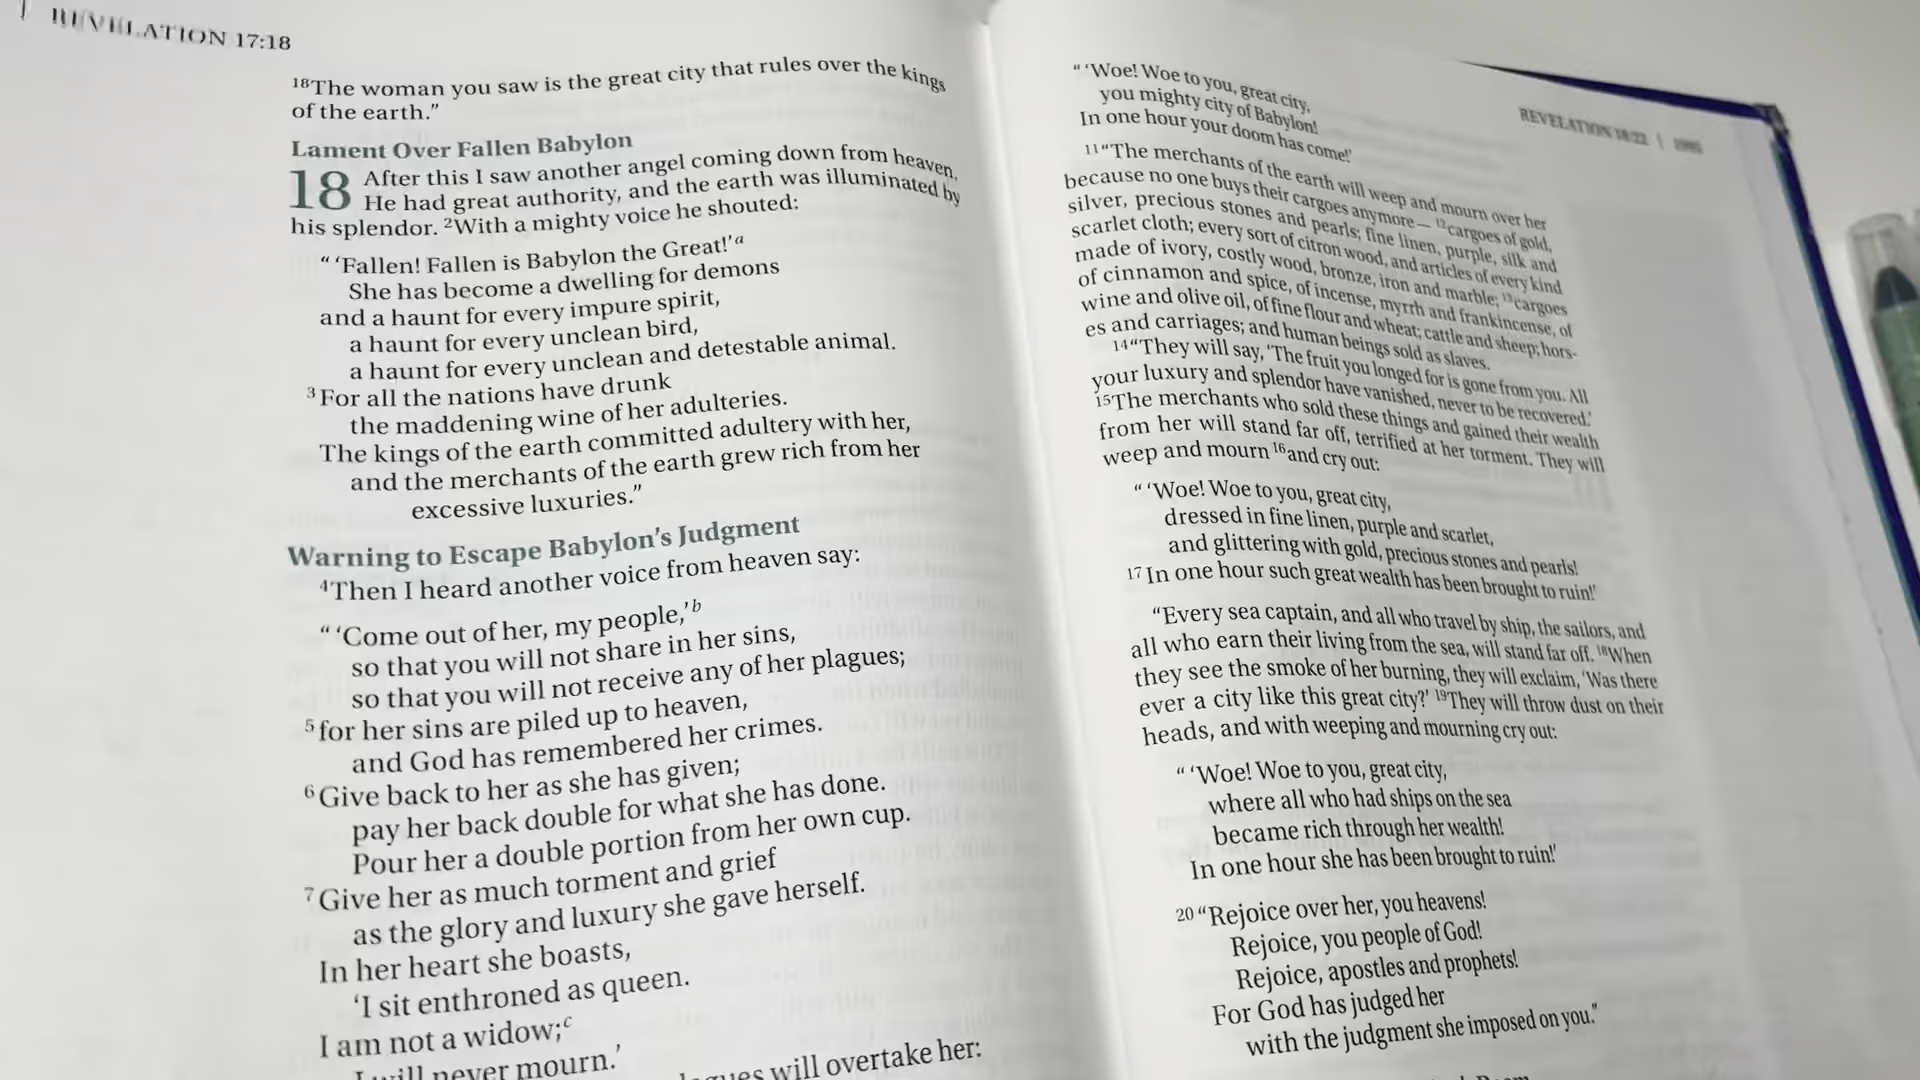 REVELATION 17:18
18The woman you saw is the great city that rules over the kings
of the earth.”
Lament Over Fallen Babylon
18 After this I saw another angel coming down from heaven.
He had great authority, and the earth was illuminated by
his splendor. 2With a mighty voice he shouted:
“ ‘Fallen! Fallen is Babylon the Great!’a
She has become a dwelling for demons
and a haunt for every impure spirit,
a haunt for every unclean bird,
a haunt for every unclean and detestable animal.
3For all the nations have drunk
the maddening wine of her adulteries.
The kings of the earth committed adultery with her,
and the merchants of the earth grew rich from her
excessive luxuries.”
Warning to Escape Babylon’s Judgment
4Then I heard another voice from heaven say:
“ ‘Come out of her, my people,’b
so that you will not share in her sins,
so that you will not receive any of her plagues;
5for her sins are piled up to heaven,
and God has remembered her crimes.
6Give back to her as she has given;
pay her back double for what she has done.
Pour her a double portion from her own cup.
7Give her as much torment and grief
as the glory and luxury she gave herself.
In her heart she boasts,
‘I sit enthroned as queen.
I am not a widow;c
I will never mourn.’
will overtake her:
REVELATION 18:22 |
“ ‘Woe! Woe to you, great city,
you mighty city of Babylon!
In one hour your doom has come!’
11“The merchants of the earth will weep and mourn over her
because no one buys their cargoes anymore— 12cargoes of gold,
silver, precious stones and pearls; fine linen, purple, silk and
scarlet cloth; every sort of citron wood, and articles of every kind
made of ivory, costly wood, bronze, iron and marble; 13cargoes
of cinnamon and spice, of incense, myrrh and frankincense, of
wine and olive oil, of fine flour and wheat; cattle and sheep; hors-
es and carriages; and human beings sold as slaves.
14“They will say, ‘The fruit you longed for is gone from you. All
your luxury and splendor have vanished, never to be recovered.’
15The merchants who sold these things and gained their wealth
from her will stand far off, terrified at her torment. They will
weep and mourn 16and cry out:
“ ‘Woe! Woe to you, great city,
dressed in fine linen, purple and scarlet,
and glittering with gold, precious stones and pearls!
17In one hour such great wealth has been brought to ruin!’
“Every sea captain, and all who travel by ship, the sailors, and
all who earn their living from the sea, will stand far off. 18When
they see the smoke of her burning, they will exclaim, ‘Was there
ever a city like this great city?’ 19They will throw dust on their
heads, and with weeping and mourning cry out:
“ ‘Woe! Woe to you, great city,
where all who had ships on the sea
became rich through her wealth!
In one hour she has been brought to ruin!’
20“Rejoice over her, you heavens!
Rejoice, you people of God!
Rejoice, apostles and prophets!
For God has judged her
with the judgment she imposed on you.”